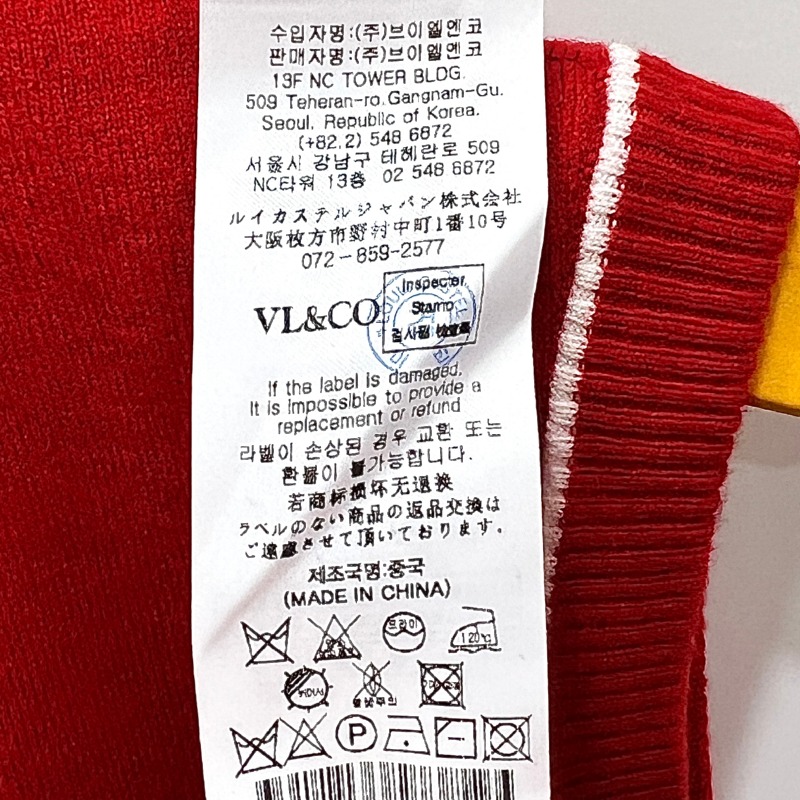 수입자명:(주)브이엘엔코
판매자명:(주)브이엘엔코
13F NC TOWER BLDG.
509 Teheran-ro.Gangnam-Gu.
Seoul, Republic of Korea.
(+82.2) 548 6872
서울시 강남구 테헤란로 509
NC타워 13층 02 548 6872
ルイカステルジャパン株式会社
大阪枚方市野村中町1番10号
072-859-2577
VL&CO
Inspecter
Stamp
If the label is damaged,
It is impossible to provide a
replacement or refund
라벨이 손상된 경우 교환 또는
환불이 불가능합니다.
若商标损坏无退换
ラベルのない商品の返品交換は
ご遠慮させて頂いております.
제조국명:중국
(MADE IN CHINA)
드라이
120℃
P